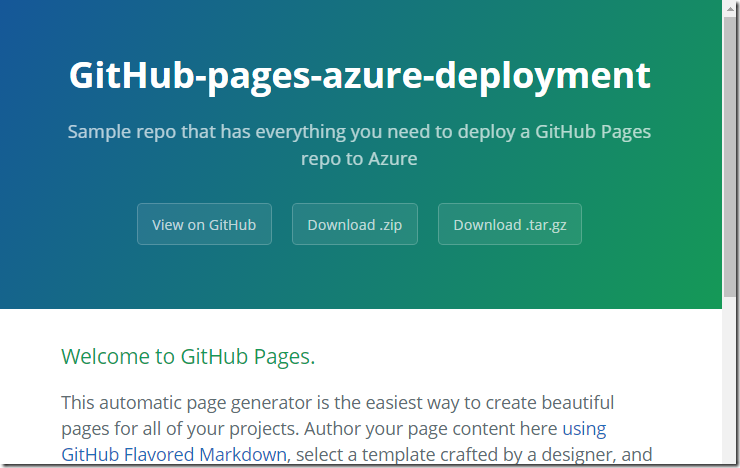 GitHub-pages-azure-deployment
Sample repo that has everything you need to deploy a GitHub Pages
repo to Azure
View on GitHub
Download .zip
Download .tar.gz
Welcome to GitHub Pages.
This automatic page generator is the easiest way to create beautiful
pages for all of your projects. Author your page content here using
GitHub Flavored Markdown, select a template crafted by a designer, and